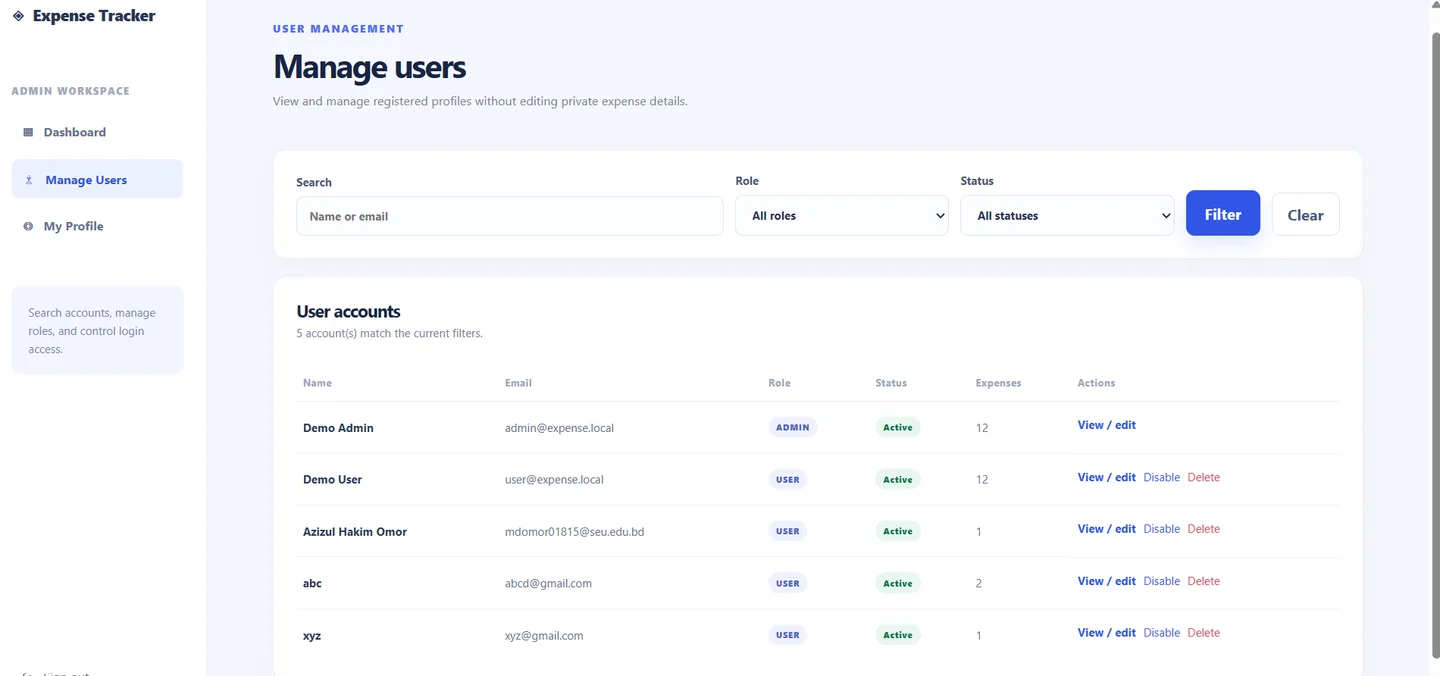 Expense Tracker
ADMIN WORKSPACE
Dashboard
Manage Users
My Profile
Search accounts, manage
roles, and control login
access.
USER MANAGEMENT
Manage users
View and manage registered profiles without editing private expense details.
Search Role Status
Name or email All roles All statuses Filter Clear
User accounts
5 account(s) match the current filters.
Name Email Role Status Expenses Actions
Demo Admin admin@expense.local ADMIN Active 12 View / edit
Demo User user@expense.local USER Active 12 View / edit Disable Delete
Azizul Hakim Omor mdomor01815@seu.edu.bd USER Active 1 View / edit Disable Delete
abc abcd@gmail.com USER Active 2 View / edit Disable Delete
xyz xyz@gmail.com USER Active 1 View / edit Disable Delete